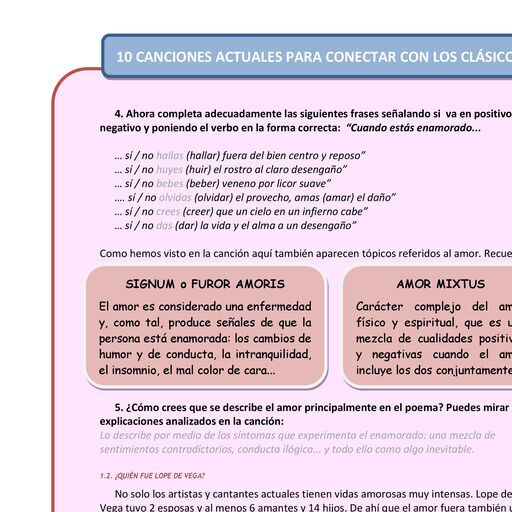 10 CANCIONES ACTUALES PARA CONECTAR CON LOS CLÁSICO
4. Ahora completa adecuadamente las siguientes frases señalando si va en positivo
negativo y poniendo el verbo en la forma correcta: “Cuando estás enamorado...
… sí / no hallas (hallar) fuera del bien centro y reposo”
… sí / no huyes (huir) el rostro al claro desengaño”
… sí / no bebes (beber) veneno por licor suave”
…. sí / no olvidas (olvidar) el provecho, amas (amar) el daño”
… sí / no crees (creer) que un cielo en un infierno cabe”
… sí / no das (dar) la vida y el alma a un desengaño”
Como hemos visto en la canción aquí también aparecen tópicos referidos al amor. Recue
SIGNUM o FUROR AMORIS
El amor es considerado una enfermedad
y, como tal, produce señales de que la
persona está enamorada: los cambios de
humor y de conducta, la intranquilidad,
el insomnio, el mal color de cara...
AMOR MIXTUS
Carácter complejo del am
físico y espiritual, que es u
mezcla de cualidades positiv
y negativas cuando el am
incluye los dos conjuntamente
5. ¿Cómo crees que se describe el amor principalmente en el poema? Puedes mirar
explicaciones analizados en la canción:
Lo describe por medio de los síntomas que experimenta el enamorado: una mezcla de
sentimientos contradictorios, conducta ilógica... y todo ello como algo inevitable.
1.2. ¿QUIÉN FUE LOPE DE VEGA?
No solo los artistas y cantantes actuales tienen vidas amorosas muy intensas. Lope de
Vega tuvo 2 esposas y al menos 6 amantes y 14 hijos. De ahí que el amor fuera también u